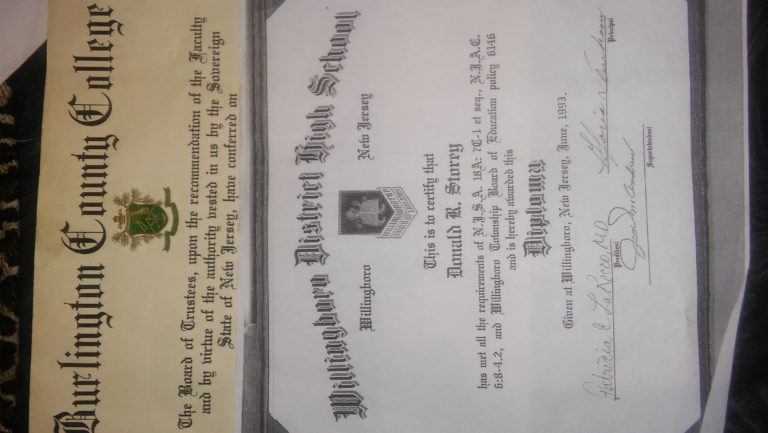 Burlington County College
The Board of Trustees, upon the recommendation of the Faculty
and by virtue of the authority vested in us by the Sovereign
State of New Jersey, have conferred on
Willingboro District High School
Willingboro New Jersey
This is to certify that
Donald R. Storey
has met all the requirements of N.J.S.A. 18A: 7C-1 et seq., N.J.A.C.
6:8-4.2, and Willingboro Township Board of Education policy 6146
and is hereby awarded this
Diploma
Given at Willingboro, New Jersey, June, 1993.
Patricia C. LaRocco, MD
President
Principal
Superintendent